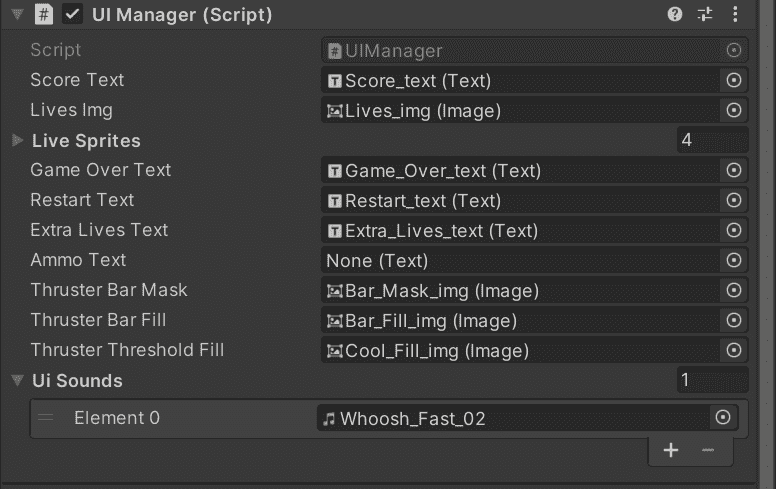 UI Manager (Script)
Script UIManager
Score Text Score_text (Text)
Lives Img Lives_img (Image)
Live Sprites 4
Game Over Text Game_Over_text (Text)
Restart Text Restart_text (Text)
Extra Lives Text Extra_Lives_text (Text)
Ammo Text None (Text)
Thruster Bar Mask Bar_Mask_img (Image)
Thruster Bar Fill Bar_Fill_img (Image)
Thruster Threshold Fill Cool_Fill_img (Image)
Ui Sounds 1
Element 0 Whoosh_Fast_02